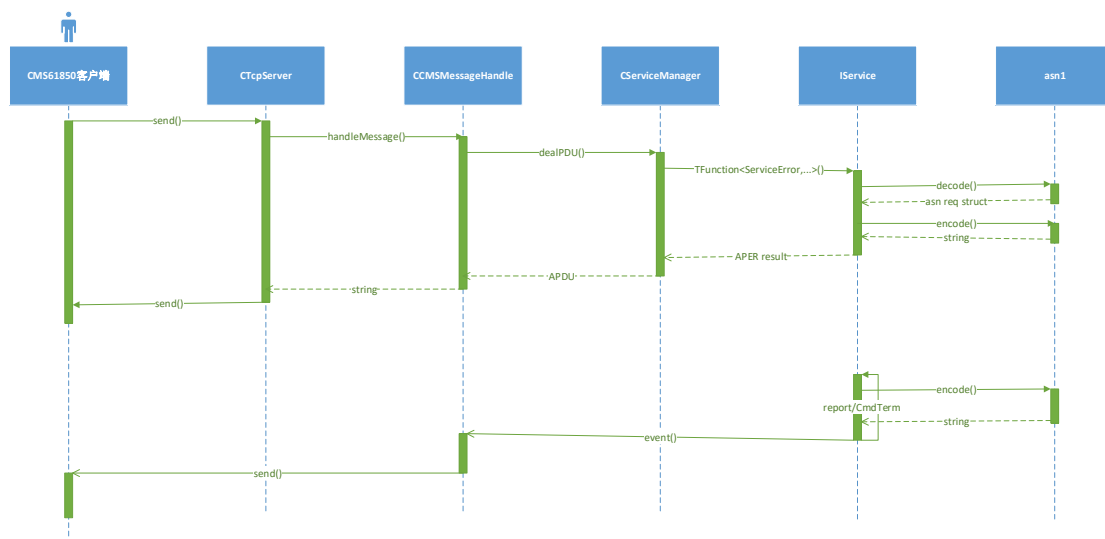 CMS61850客户端
CTcpServer
CCMSMessageHandle
CServiceManager
IService
asn1
send()
handleMessage()
dealPDU()
TFunction<ServiceError,...>()
decode()
asn req struct
encode()
string
APER result
APDU
string
send()
encode()
report/CmdTerm
string
event()
send()